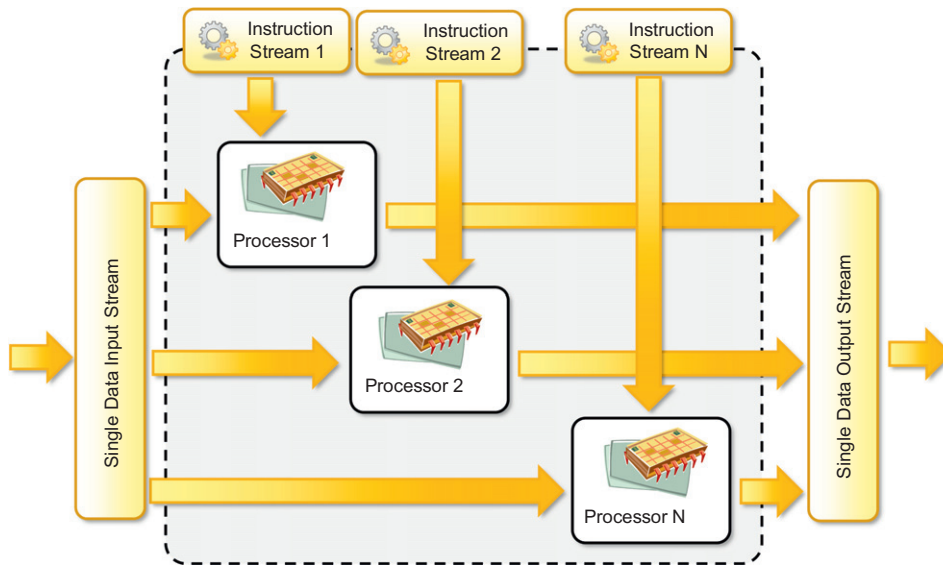 Instruction
Stream 1
Instruction
Stream 2
Instruction
Stream N
Single Data Input Stream
Processor 1
Processor 2
Processor N
Single Data Output Stream